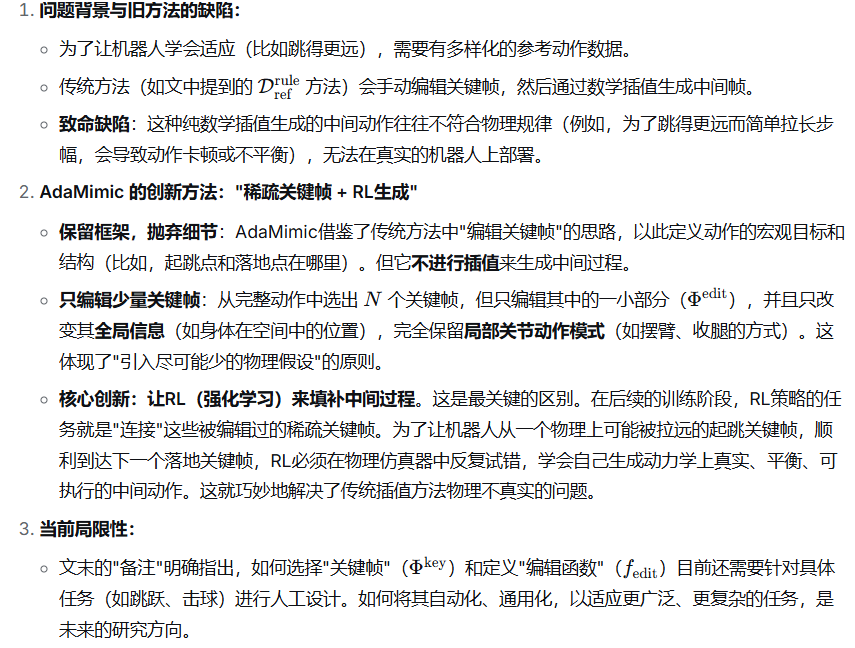 1. 问题背景与旧方法的缺陷：
○ 为了让机器人学会适应（比如跳得更远），需要有多样化的参考动作数据。
○ 传统方法（如文中提到的 𝒟_ref^rule 方法）会手动编辑关键帧，然后通过数学插值生成中间帧。
○ 致命缺陷：这种纯数学插值生成的中间动作往往不符合物理规律（例如，为了跳得更远而简单拉长步
幅，会导致动作卡顿或不平衡），无法在真实的机器人上部署。
2. AdaMimic 的创新方法："稀疏关键帧 + RL生成"
○ 保留框架，抛弃细节：AdaMimic借鉴了传统方法中"编辑关键帧"的思路，以此定义动作的宏观目标和
结构（比如，起跳点和落地点在哪里）。但它不进行插值来生成中间过程。
○ 只编辑少量关键帧：从完整动作中选出 N 个关键帧，但只编辑其中的一小部分（Φ^edit），并且只改
变其全局信息（如身体在空间中的位置），完全保留局部关节动作模式（如摆臂、收腿的方式）。这
体现了"引入尽可能少的物理假设"的原则。
○ 核心创新：让RL（强化学习）来填补中间过程。这是最关键的区别。在后续的训练阶段，RL策略的任
务就是"连接"这些被编辑过的稀疏关键帧。为了让机器人从一个物理上可能被拉远的起跳关键帧，顺
利到达下一个落地关键帧，RL必须在物理仿真器中反复试错，学会自己生成动力学上真实、平衡、可
执行的中间动作。这就巧妙地解决了传统插值方法物理不真实的问题。
3. 当前局限性：
○ 文末的"备注"明确指出，如何选择"关键帧"（Φ^key）和定义"编辑函数"（f_edit）目前还需要针对具体
任务（如跳跃、击球）进行人工设计。如何将其自动化、通用化，以适应更广泛、更复杂的任务，是
未来的研究方向。